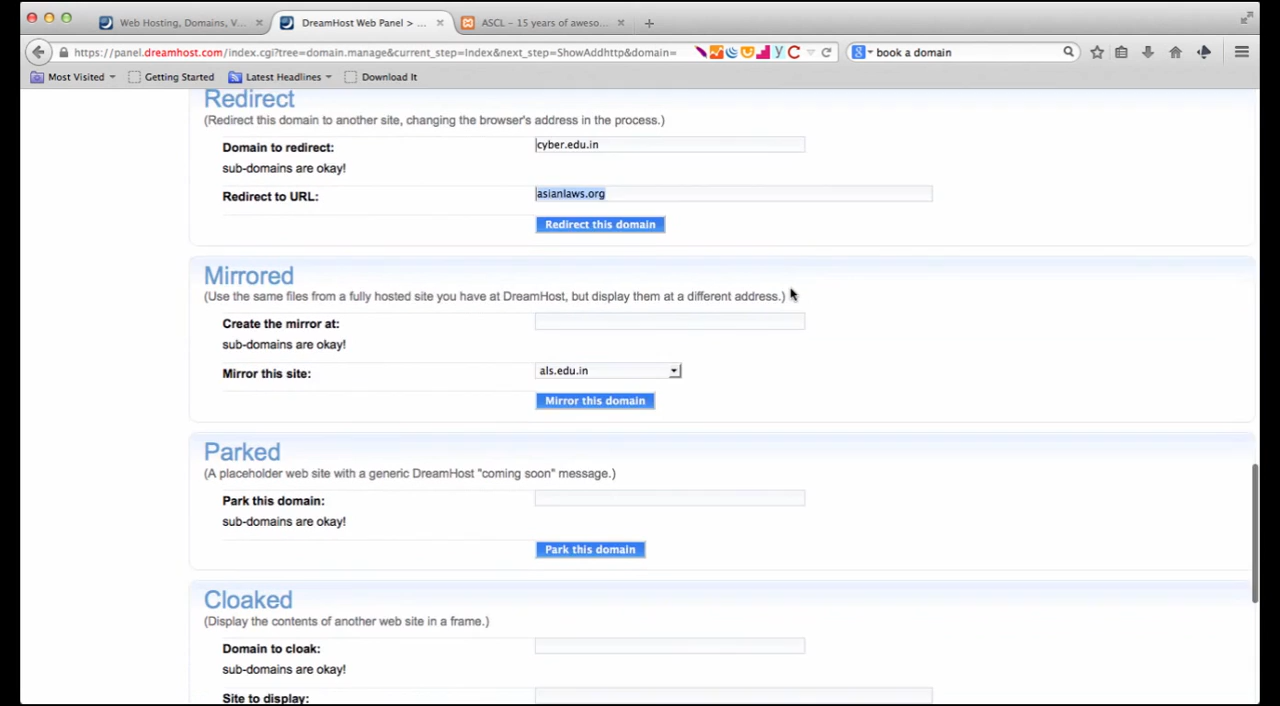 Web Hosting, Domains, V...
DreamHost Web Panel > ...
ASCL - 15 years of aweso...
https://panel.dreamhost.com/index.cgi?tree=domain.manage&current_step=Index&next_step=ShowAddhttp&domain=
book a domain
Most Visited
Getting Started
Latest Headlines
Download It
Redirect
(Redirect this domain to another site, changing the browser's address in the process.)
Domain to redirect:
cyber.edu.in
sub-domains are okay!
Redirect to URL:
asianlaws.org
Redirect this domain
Mirrored
(Use the same files from a fully hosted site you have at DreamHost, but display them at a different address.)
Create the mirror at:
sub-domains are okay!
Mirror this site:
als.edu.in
Mirror this domain
Parked
(A placeholder web site with a generic DreamHost "coming soon" message.)
Park this domain:
sub-domains are okay!
Park this domain
Cloaked
(Display the contents of another web site in a frame.)
Domain to cloak:
sub-domains are okay!
Site to display: